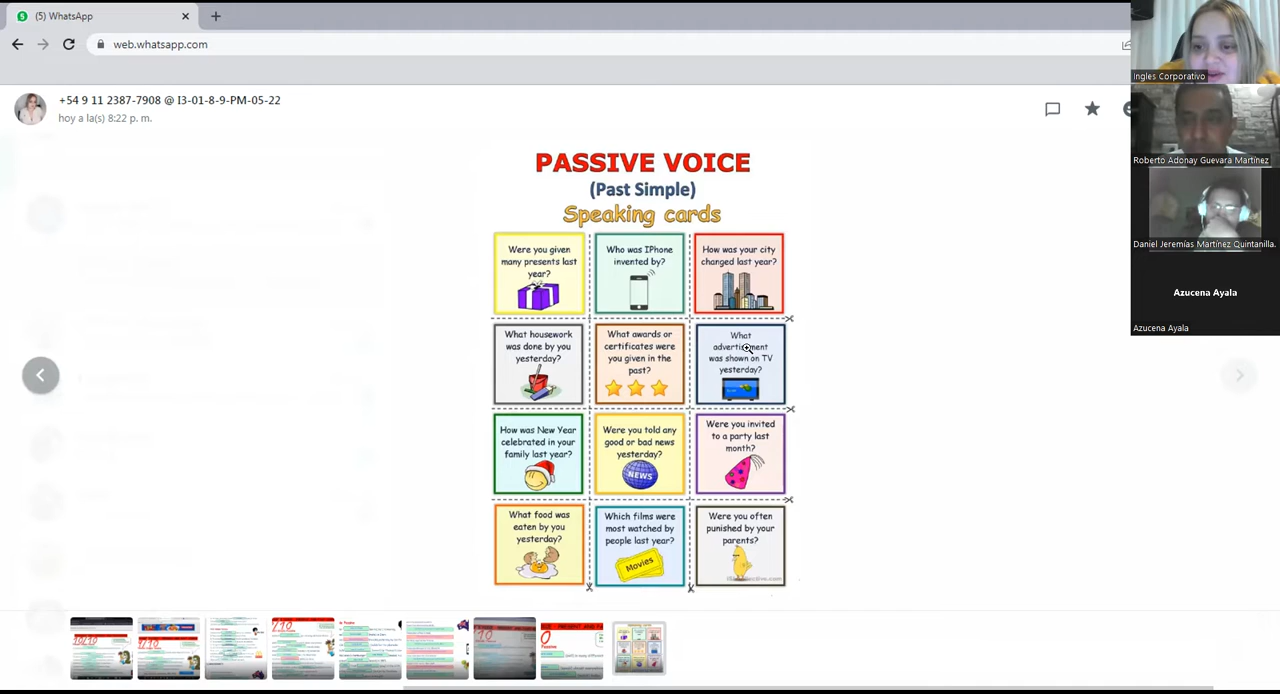 (5) WhatsApp
web.whatsapp.com
+54 9 11 2387-7908 @ I3-01-8-9-PM-05-22
hoy a la(s) 8:22 p. m.
PASSIVE VOICE
(Past Simple)
Speaking cards
Were you given
many presents last
year?
Who was IPhone
invented by?
How was your city
changed last year?
What housework
was done by you
yesterday?
What awards or
certificates were
you given in the
past?
What
advertisement
was shown on TV
yesterday?
How was New Year
celebrated in your
family last year?
Were you told any
good or bad news
yesterday?
NEWS
Were you invited
to a party last
month?
What food was
eaten by you
yesterday?
Which films were
most watched by
people last year?
Movies
Were you often
punished by your
parents?
Ingles Corporativo
Roberto Adonay Guevara Martínez
Daniel Jeremías Martínez Quintanilla.
Azucena Ayala
Azucena Ayala